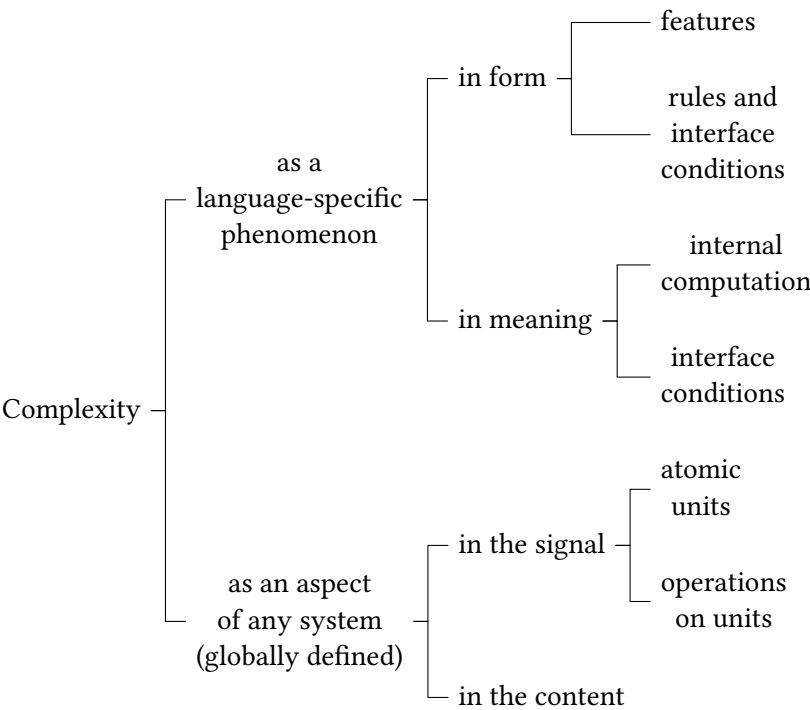 Complexity
as a
language-specific
phenomenon
in form
features
rules and
interface
conditions
in meaning
internal
computation
interface
conditions
as an aspect
of any system
(globally defined)
in the signal
atomic
units
operations
on units
in the content